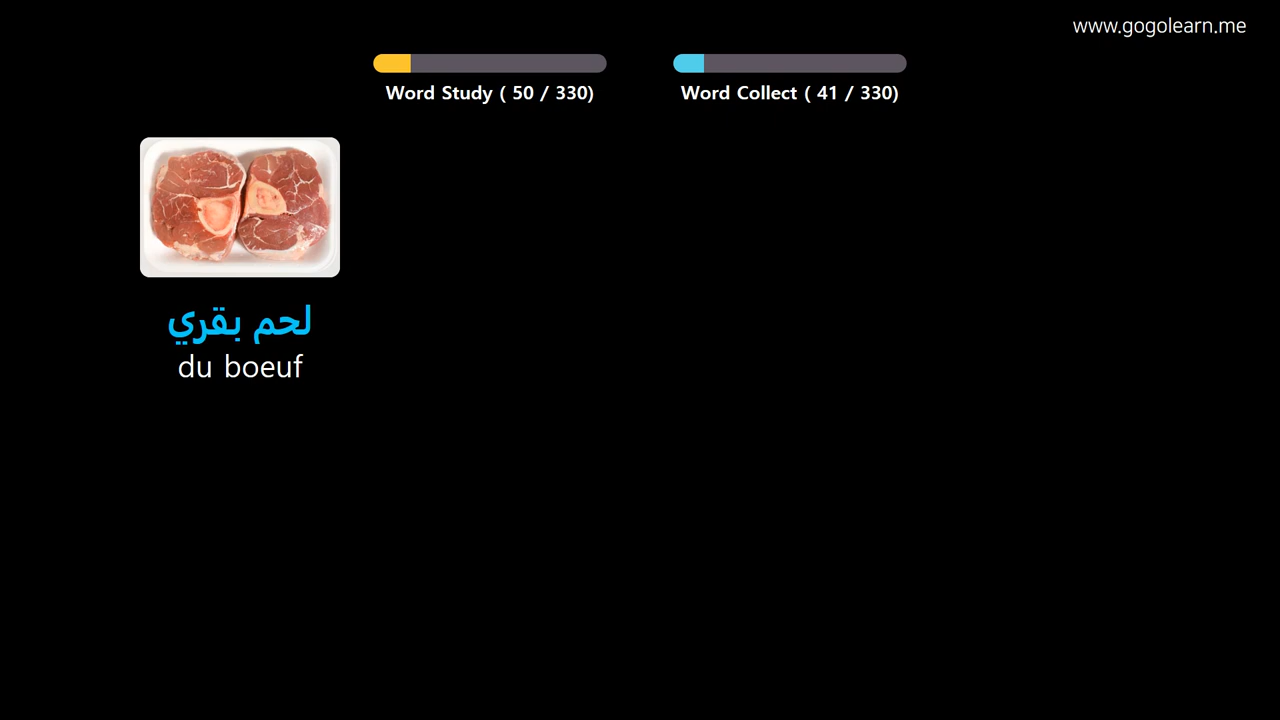 www.gogolearn.me
Word Study ( 50 / 330)
Word Collect ( 41 / 330)
لحم بقري
du boeuf